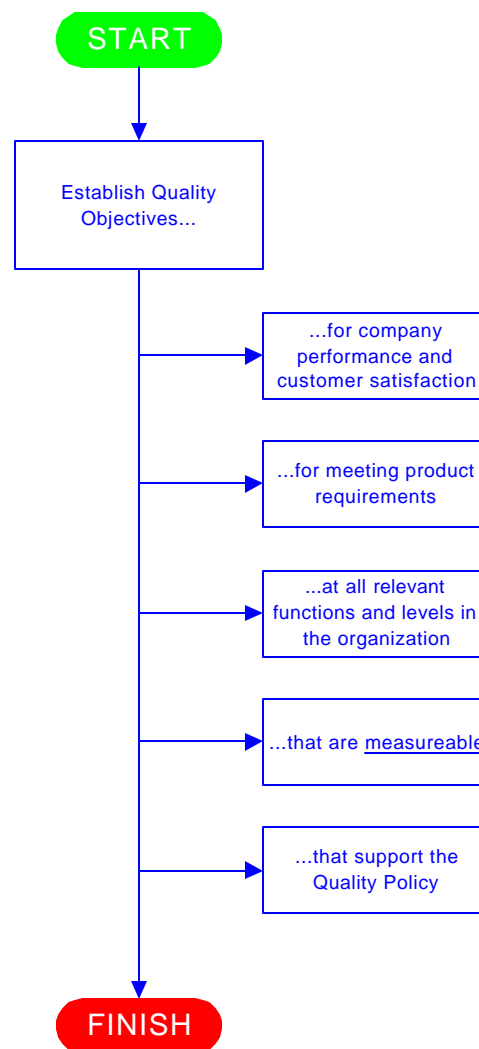 START
Establish Quality
Objectives...
...for company
performance and
customer satisfaction
...for meeting product
requirements
...at all relevant
functions and levels in
the organization
...that are measureable
...that support the
Quality Policy
FINISH